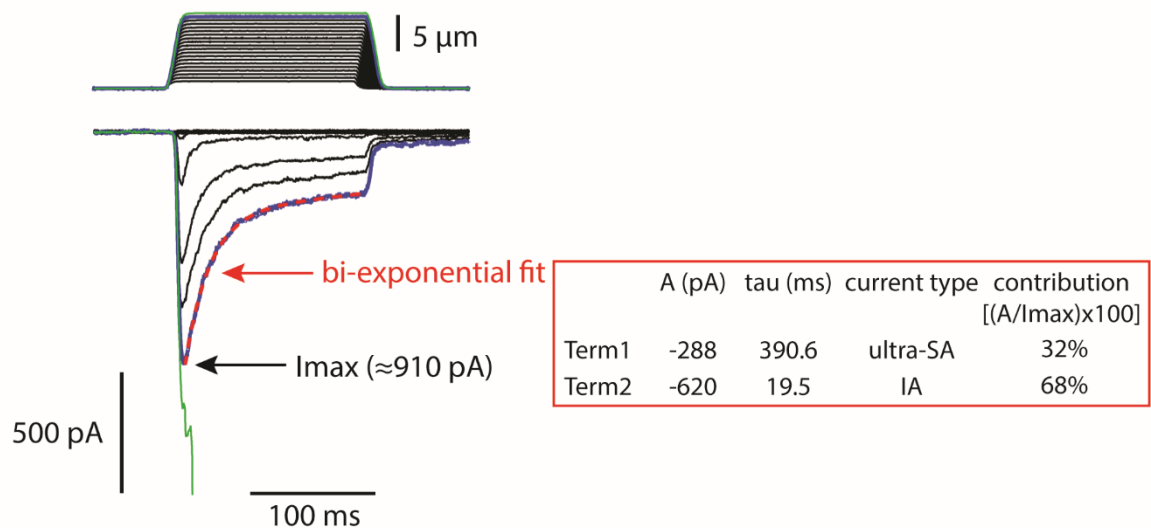 5 μm
bi-exponential fit
Imax (≈910 pA)
500 pA
100 ms
A (pA) tau (ms) current type contribution
[(A/Imax)x100]
Term1 -288 390.6 ultra-SA 32%
Term2 -620 19.5 IA 68%